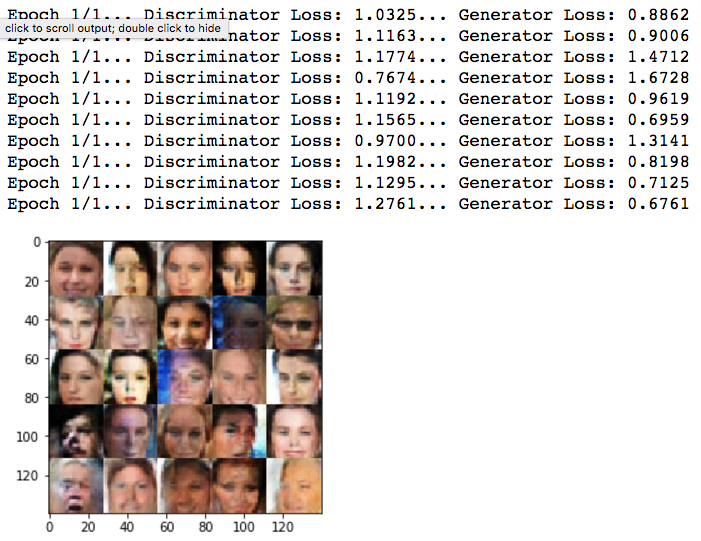 Epoch 1/1... Discriminator Loss: 1.0325... Generator Loss: 0.8862
click to scroll output; double click to hide
Epoch 1/1... Discriminator Loss: 1.1163... Generator Loss: 0.9006
Epoch 1/1... Discriminator Loss: 1.1774... Generator Loss: 1.4712
Epoch 1/1... Discriminator Loss: 0.7674... Generator Loss: 1.6728
Epoch 1/1... Discriminator Loss: 1.1192... Generator Loss: 0.9619
Epoch 1/1... Discriminator Loss: 1.1565... Generator Loss: 0.6959
Epoch 1/1... Discriminator Loss: 0.9700... Generator Loss: 1.3141
Epoch 1/1... Discriminator Loss: 1.1982... Generator Loss: 0.8198
Epoch 1/1... Discriminator Loss: 1.1295... Generator Loss: 0.7125
Epoch 1/1... Discriminator Loss: 1.2761... Generator Loss: 0.6761
0
20
40
60
80
100
120
0 20 40 60 80 100 120